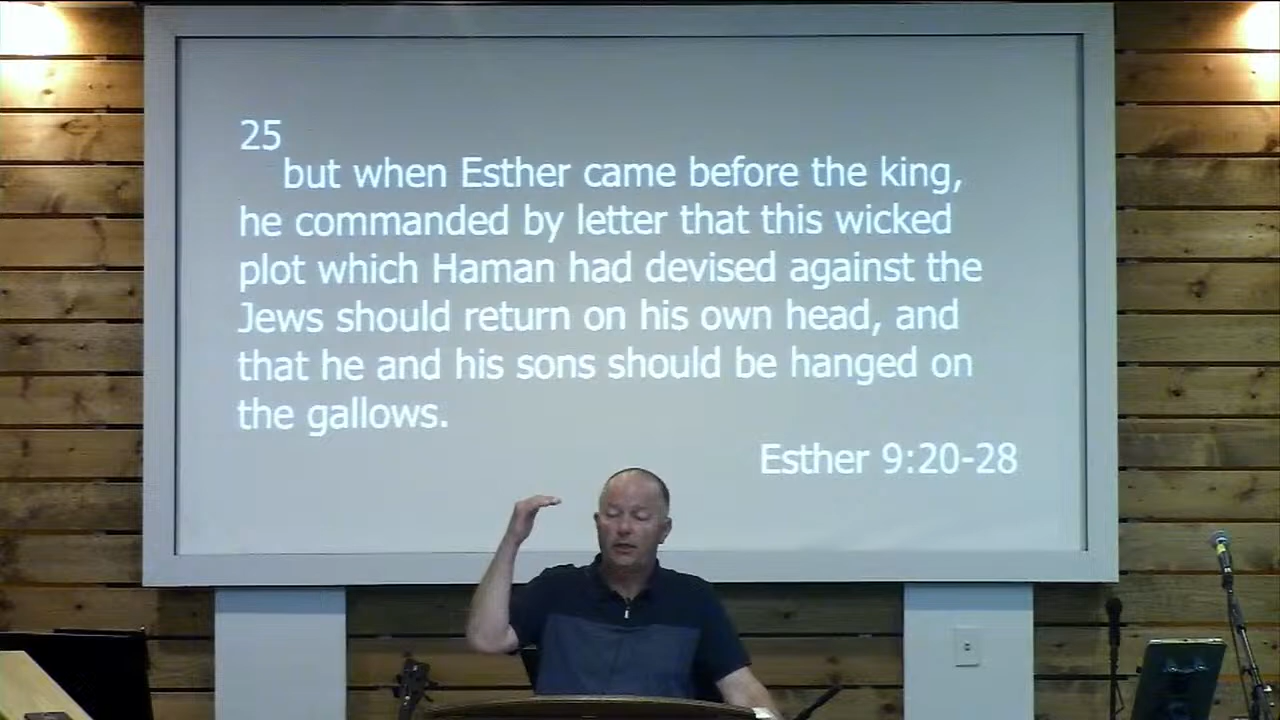 25
but when Esther came before the king,
he commanded by letter that this wicked
plot which Haman had devised against the
Jews should return on his own head, and
that he and his sons should be hanged on
the gallows.
Esther 9:20-28